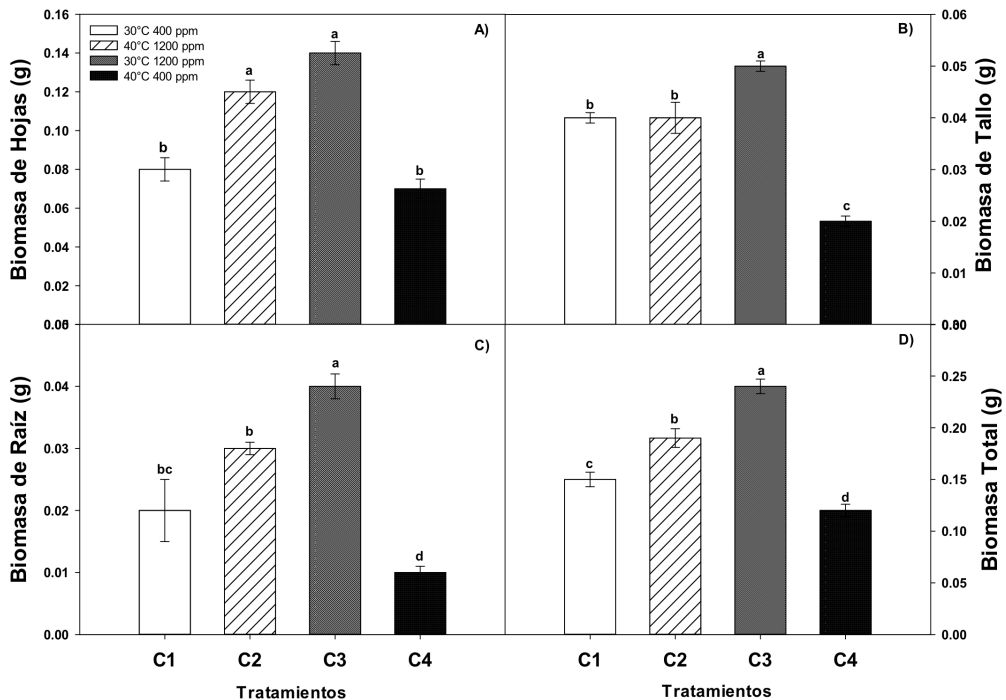 A)
30°C 400 ppm
40°C 1200 ppm
30°C 1200 ppm
40°C 400 ppm
Biomasa de Hojas (g)
0.16
0.14
0.12
0.10
0.08
0.06
0.04
0.02
b
a
a
b
B)
Biomasa de Tallo (g)
0.06
0.05
0.04
0.03
0.02
0.01
b
b
a
c
C)
Biomasa de Raíz (g)
0.04
0.03
0.02
0.01
0.00
bc
b
a
d
D)
Biomasa Total (g)
0.25
0.20
0.15
0.10
0.05
0.00
c
b
a
d
C1 C2 C3 C4
Tratamientos
C1 C2 C3 C4
Tratamientos